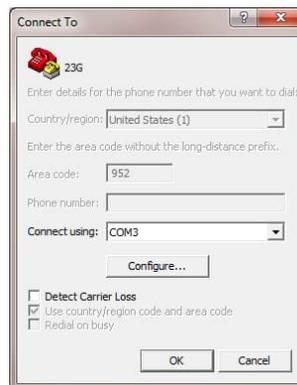 Connect To
23G
Enter details for the phone number that you want to dial:
Country/region: United States (1)
Enter the area code without the long-distance prefix.
Area code: 952
Phone number:
Connect using: COM3
Configure...
Detect Carrier Loss
Use country/region code and area code
Redial on busy
OK Cancel